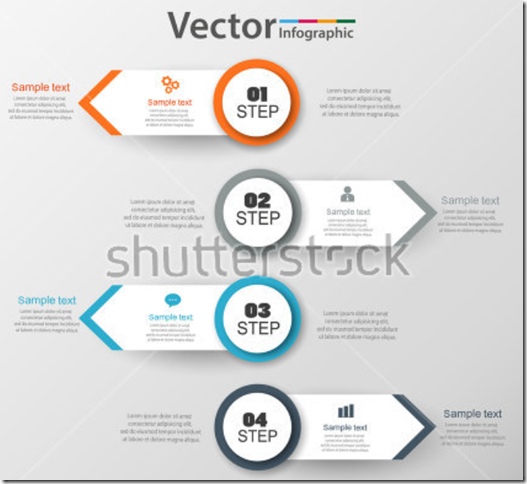 Vector Infographic
Sample text
Lorem ipsum dolor sit amet,
consectetur adipiscing elit, sed do
eiusmod tempor incididunt
ut labore et dolore magna aliqua.
Sample text
Lorem ipsum dolor sit amet,
consectetur adipiscing elit, sed do
eiusmod tempor incididunt
ut labore et dolore magna aliqua.
01
STEP
Lorem ipsum dolor sit amet,
consectetur adipiscing elit, sed do
eiusmod tempor incididunt
ut labore et dolore magna aliqua.
Lorem ipsum dolor sit amet,
consectetur adipiscing elit, sed do
eiusmod tempor incididunt
ut labore et dolore magna aliqua.
02
STEP
Sample text
Lorem ipsum dolor sit amet,
consectetur adipiscing elit, sed do
eiusmod tempor incididunt
ut labore et dolore magna aliqua.
Sample text
Lorem ipsum dolor sit amet,
consectetur adipiscing elit, sed do
eiusmod tempor incididunt
ut labore et dolore magna aliqua.
shutterstock
Sample text
Lorem ipsum dolor sit amet,
consectetur adipiscing elit, sed do
eiusmod tempor incididunt
ut labore et dolore magna aliqua.
Sample text
Lorem ipsum dolor sit amet,
consectetur adipiscing elit, sed do
eiusmod tempor incididunt
ut labore et dolore magna aliqua.
03
STEP
Lorem ipsum dolor sit amet,
consectetur adipiscing elit, sed do
eiusmod tempor incididunt
ut labore et dolore magna aliqua.
Lorem ipsum dolor sit amet,
consectetur adipiscing elit, sed do
eiusmod tempor incididunt
ut labore et dolore magna aliqua.
04
STEP
Sample text
Lorem ipsum dolor sit amet,
consectetur adipiscing elit, sed do
eiusmod tempor incididunt
ut labore et dolore magna aliqua.
Sample text
Lorem ipsum dolor sit amet,
consectetur adipiscing elit, sed do
eiusmod tempor incididunt
ut labore et dolore magna aliqua.